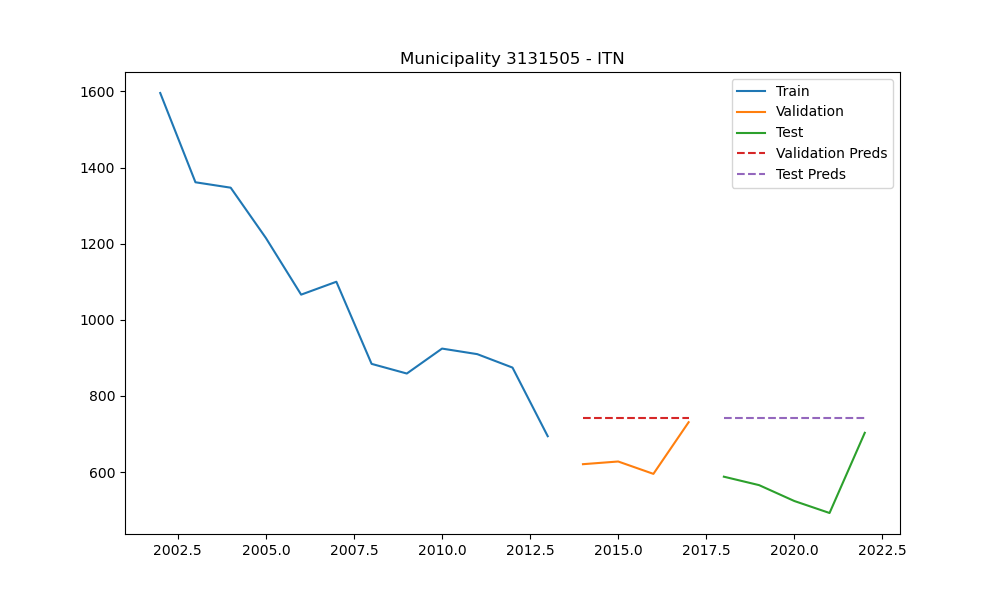 Municipality 3131505 - ITN
Train
Validation
Test
Validation Preds
Test Preds
1600
1400
1200
1000
800
600
2002.5 2005.0 2007.5 2010.0 2012.5 2015.0 2017.5 2020.0 2022.5